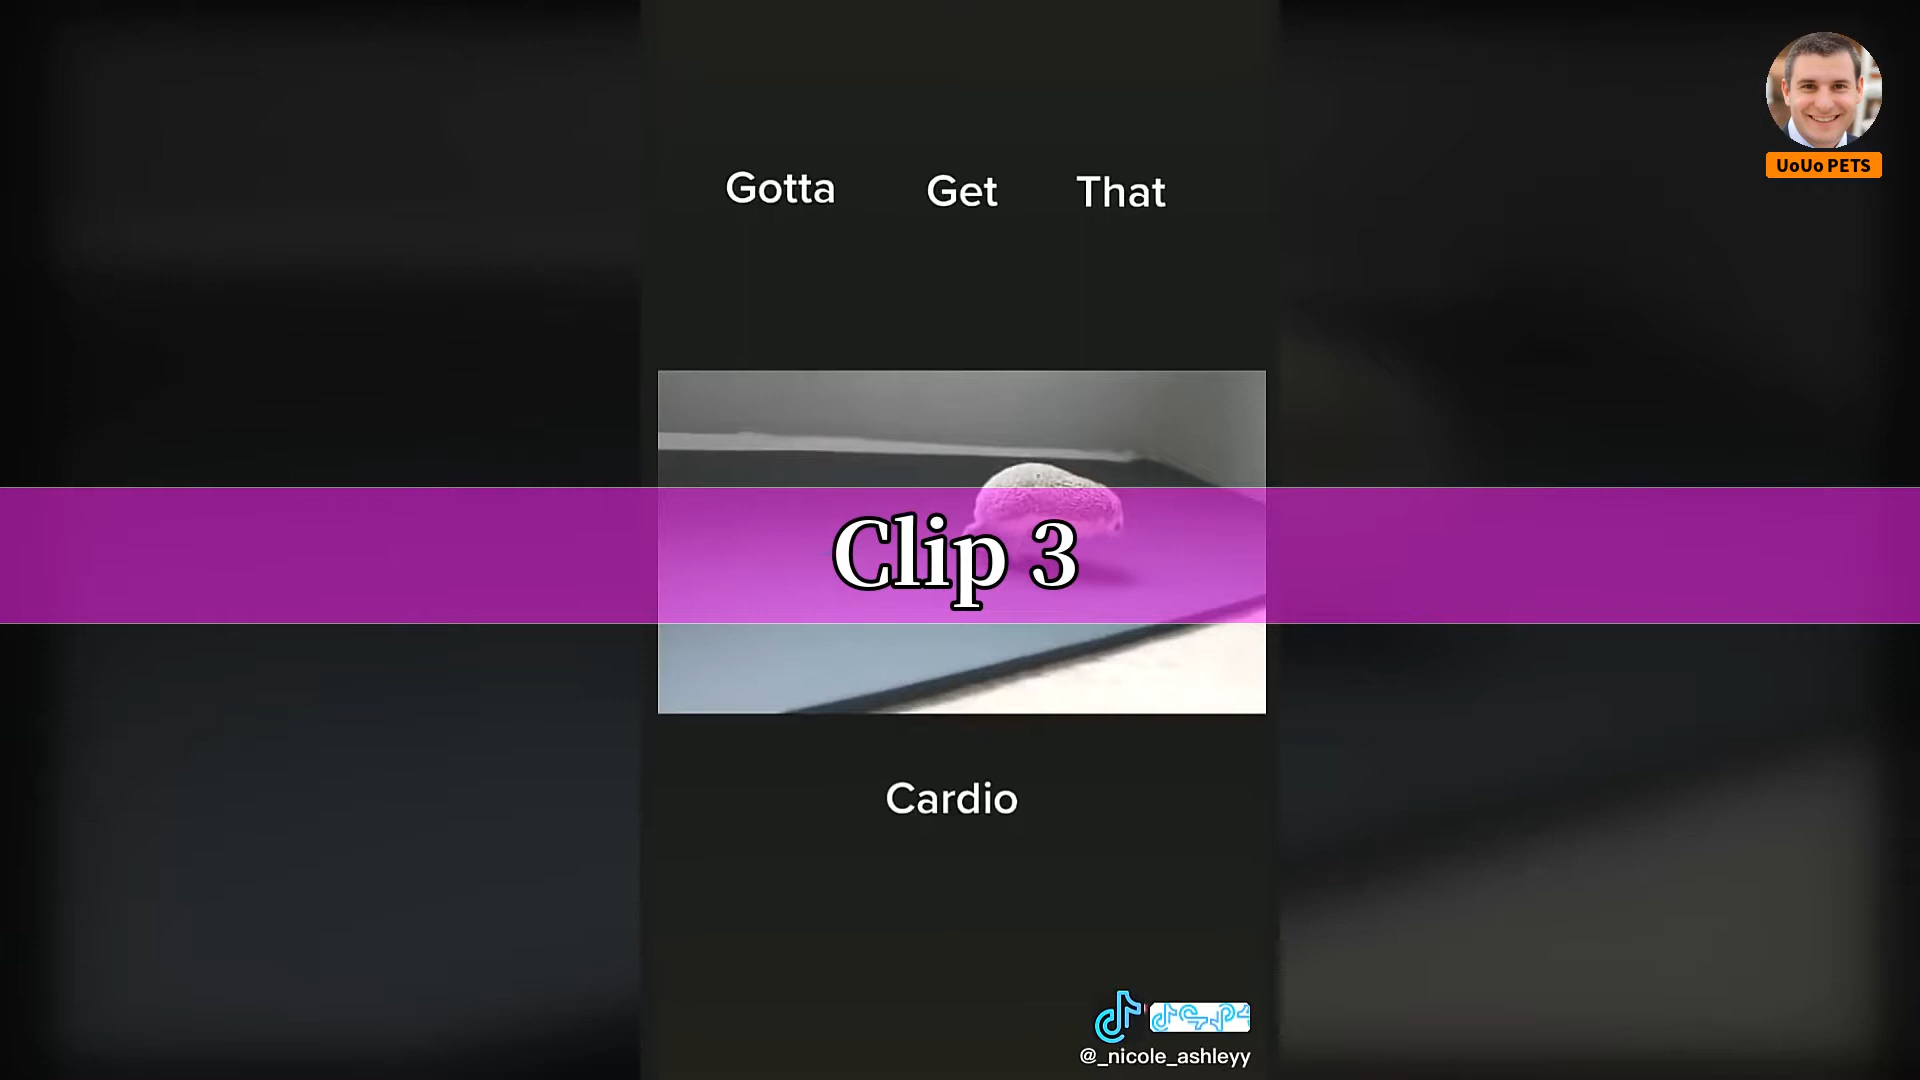 UoUo PETS
Gotta Get That
Clip 3
Cardio
@_nicole_ashleyy